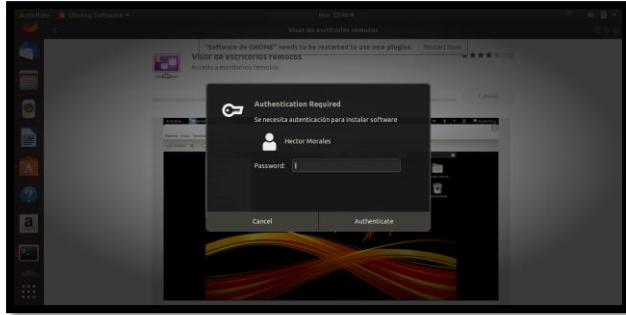 Activities
Ubuntu Software
Visor de escritorios remotos
"Software de GNOME" needs to be restarted to use new plugins.
Restart Now
Visor de escritorios remotos
Acceda a escritorios remotos
Cancel
Authentication Required
Se necesita autenticación para instalar software
Hector Morales
Password:
Cancel
Authenticate